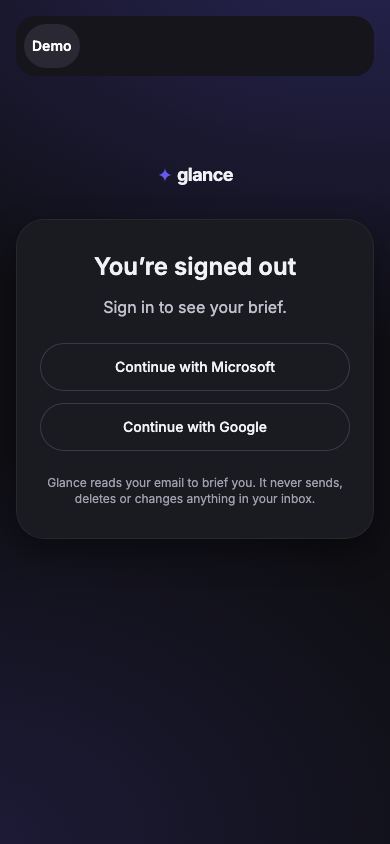 Demo
glance
You’re signed out
Sign in to see your brief.
Continue with Microsoft
Continue with Google
Glance reads your email to brief you. It never sends,
deletes or changes anything in your inbox.